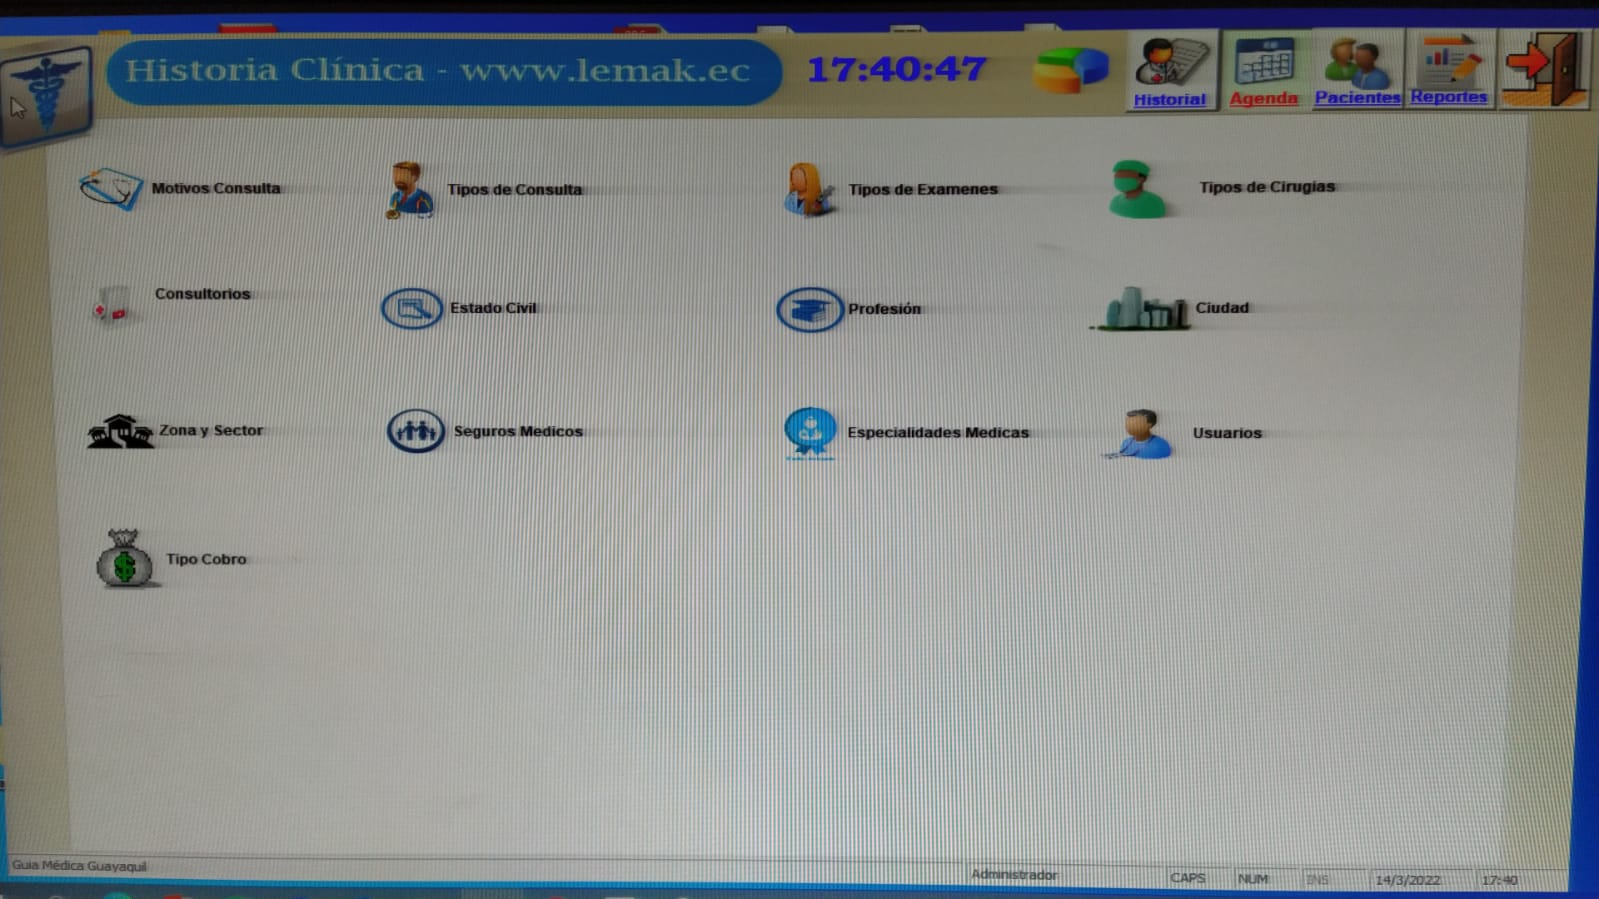 Historia Clínica - www.lemak.ec
17:40:47
Historial
Agenda
Pacientes
Reportes
Motivos Consulta
Tipos de Consulta
Tipos de Examenes
Tipos de Cirugias
Consultorios
Estado Civil
Profesión
Ciudad
Zona y Sector
Seguros Medicos
Especialidades Medicas
Usuarios
Tipo Cobro
Guia Médica Guayaquil
Administrador
CAPS
NUM
INS
14/3/2022
17:40